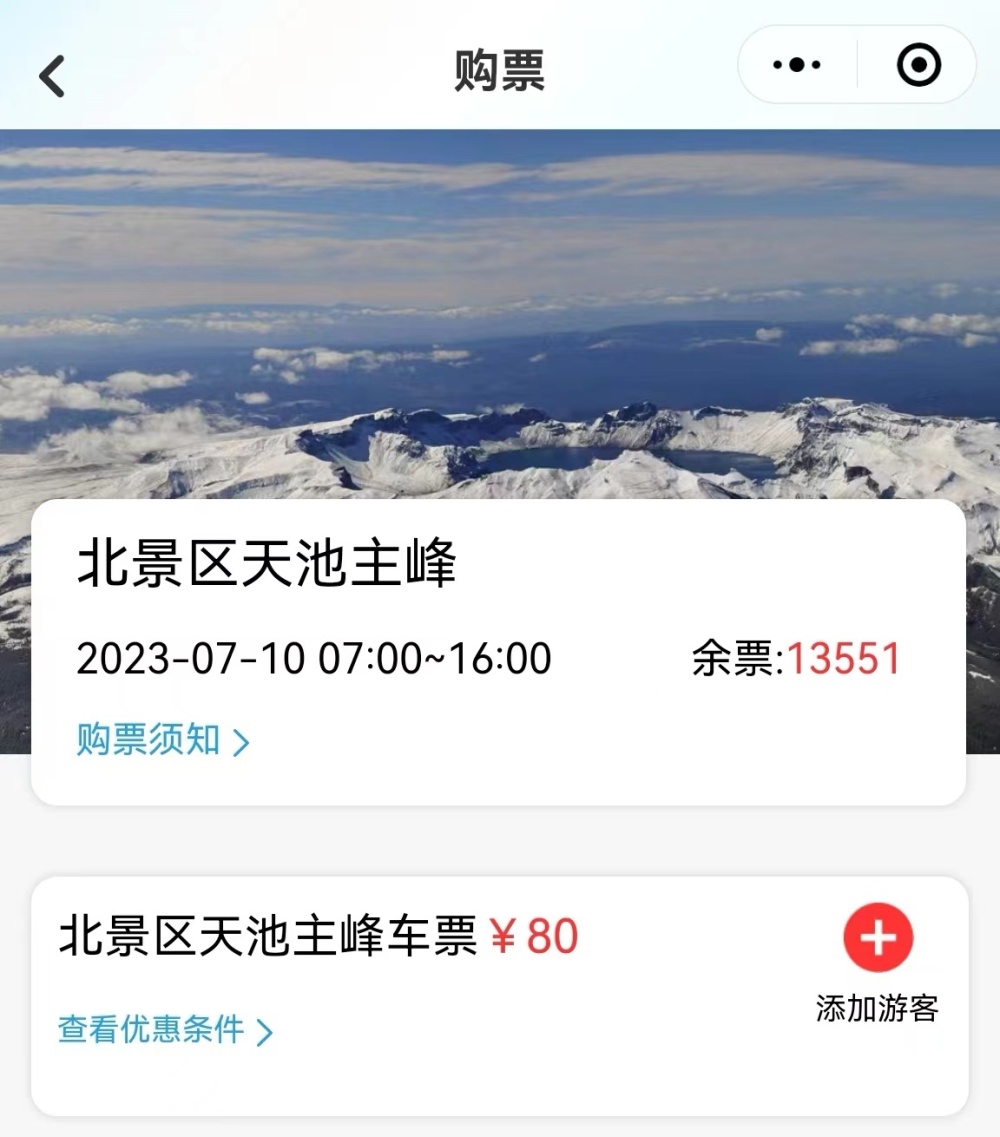 购票
北景区天池主峰
2023-07-10 07:00~16:00 余票:13551
购票须知 >
北景区天池主峰车票 ¥80
添加游客
查看优惠条件 >